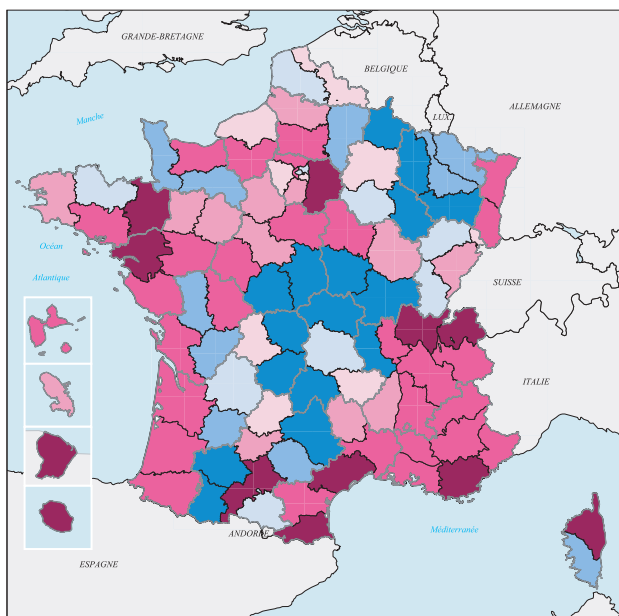 GRANDE-BRETAGNE
BELGIQUE
LUX.
ALLEMAGNE
Manche
Océan
Atlantique
SUISSE
ITALIE
Méditerranée
ANDORRE
ESPAGNE